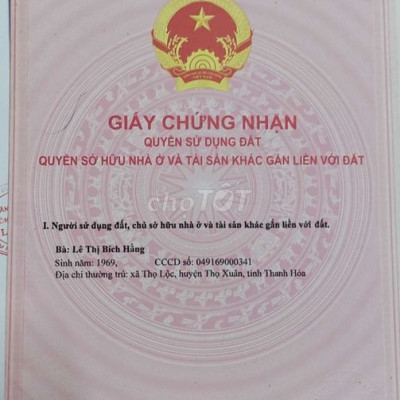 GIẤY CHỨNG NHẬN
QUYỀN SỬ DỤNG ĐẤT
QUYỀN SỞ HỮU NHÀ Ở VÀ TÀI SẢN KHÁC GẮN LIỀN VỚI ĐẤT
chợTỐT
I. Người sử dụng đất, chủ sở hữu nhà ở và tài sản khác gắn liền với đất.
Bà: Lê Thị Bích Hằng
Sinh năm: 1969, CCCD số: 049169000341
Địa chỉ thường trú: xã Thọ Lộc, huyện Thọ Xuân, tỉnh Thanh Hóa